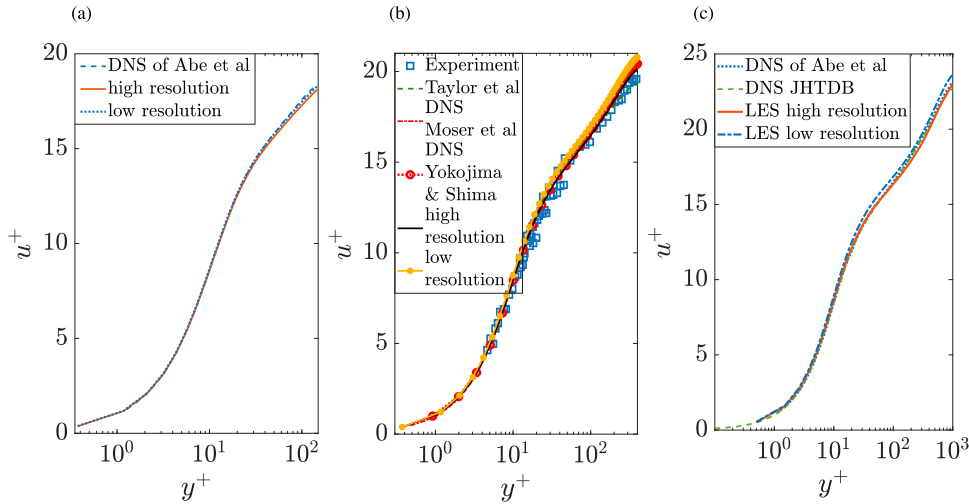 (a)
20
15
10
5
0
u+
DNS of Abe et al
high resolution
low resolution
10^0
10^1
10^2
y+
(b)
20
15
10
5
0
u+
Experiment
Taylor et al
DNS
Moser et al
DNS
Yokojima
& Shima
high
resolution
low
resolution
10^0
10^1
10^2
y+
(c)
25
20
15
10
5
0
u+
DNS of Abe et al
DNS JHTDB
LES high resolution
LES low resolution
10^0
10^1
10^2
10^3
y+